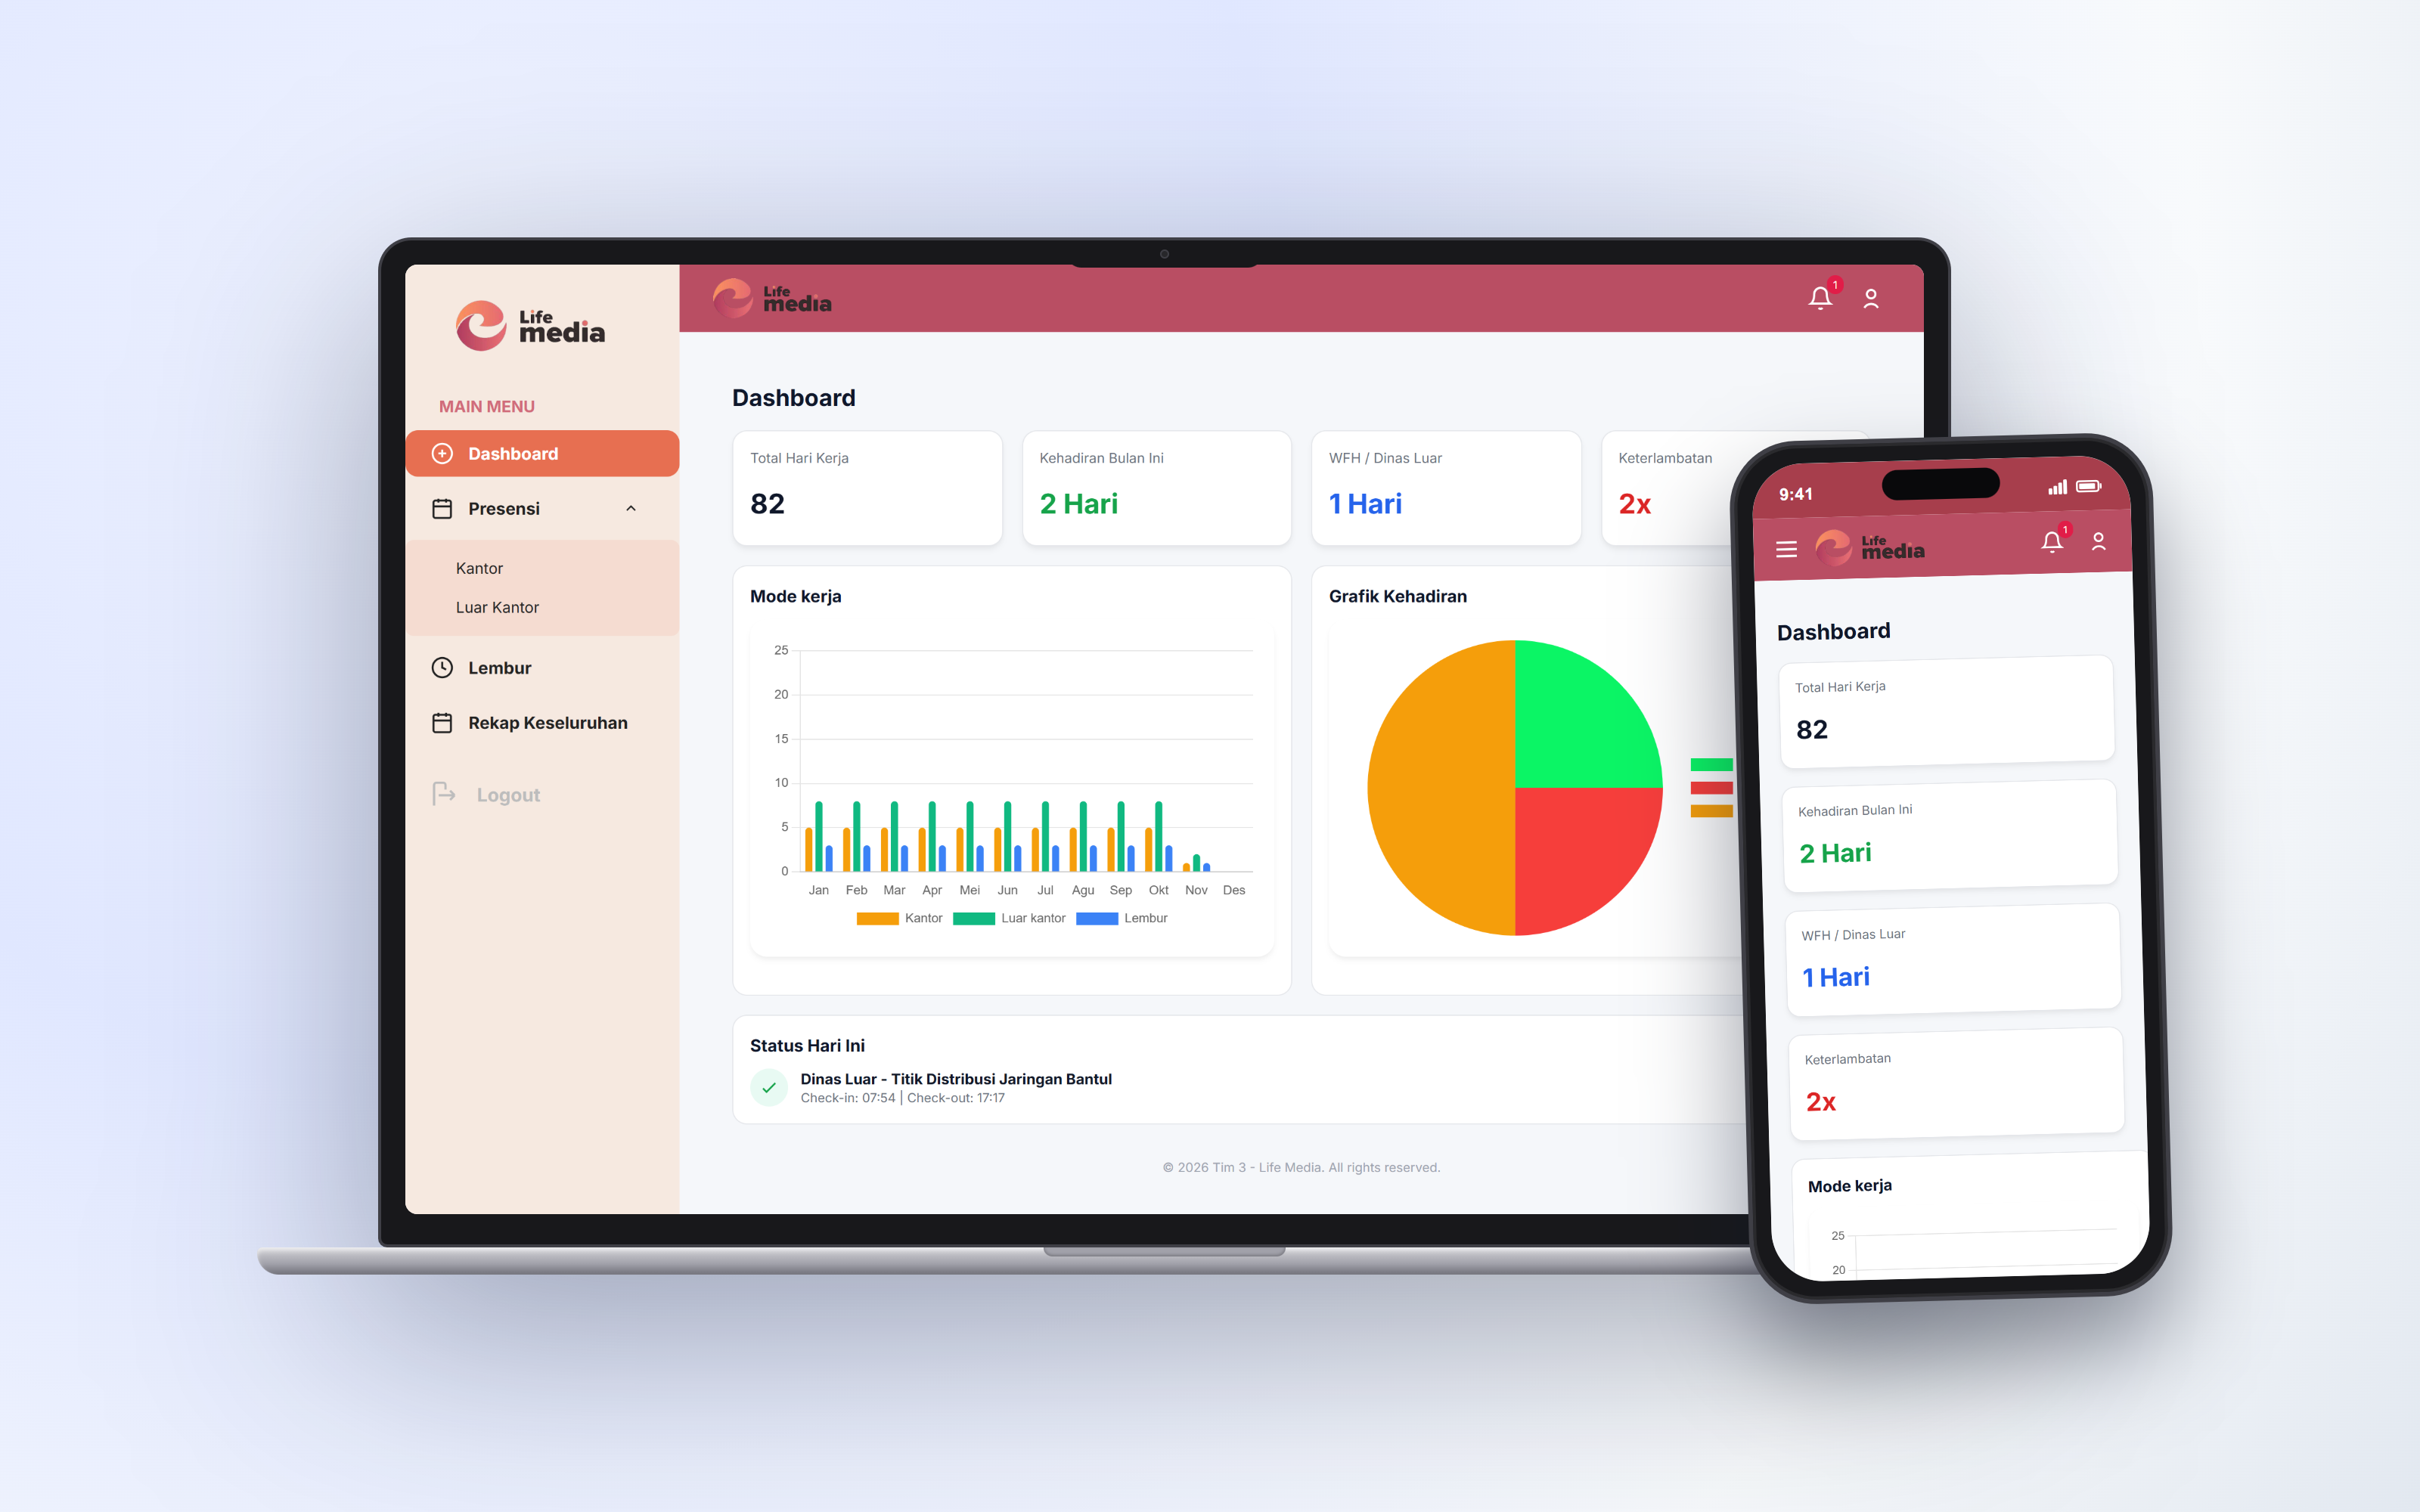 Life
media
MAIN MENU
Dashboard
Presensi
Kantor
Luar Kantor
Lembur
Rekap Keseluruhan
Logout
Life
media
1
Dashboard
Total Hari Kerja
82
Kehadiran Bulan Ini
2 Hari
WFH / Dinas Luar
1 Hari
Keterlambatan
2x
Mode kerja
25
20
15
10
5
0
Jan Feb Mar Apr Mei Jun Jul Agu Sep Okt Nov Des
Kantor Luar kantor Lembur
Grafik Kehadiran
Status Hari Ini
Dinas Luar - Titik Distribusi Jaringan Bantul
Check-in: 07:54 | Check-out: 17:17
© 2026 Tim 3 - Life Media. All rights reserved.
9:41
Life
media
1
Dashboard
Total Hari Kerja
82
Kehadiran Bulan Ini
2 Hari
WFH / Dinas Luar
1 Hari
Keterlambatan
2x
Mode kerja
25
20